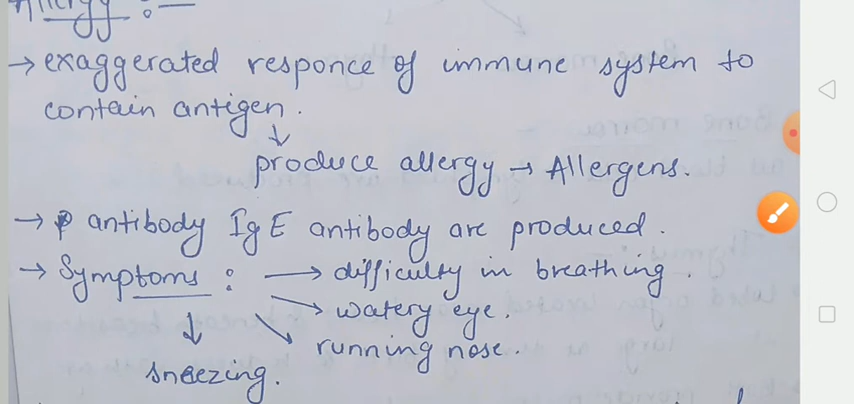 Allergy :-
→ exaggerated responce of immune system to
contain antigen.
↓
produce allergy → Allergens.
→ antibody IgE antibody are produced.
→ Symptoms : → difficulty in breathing.
→ watery eye.
↓ ↘ running nose.
sneezing.